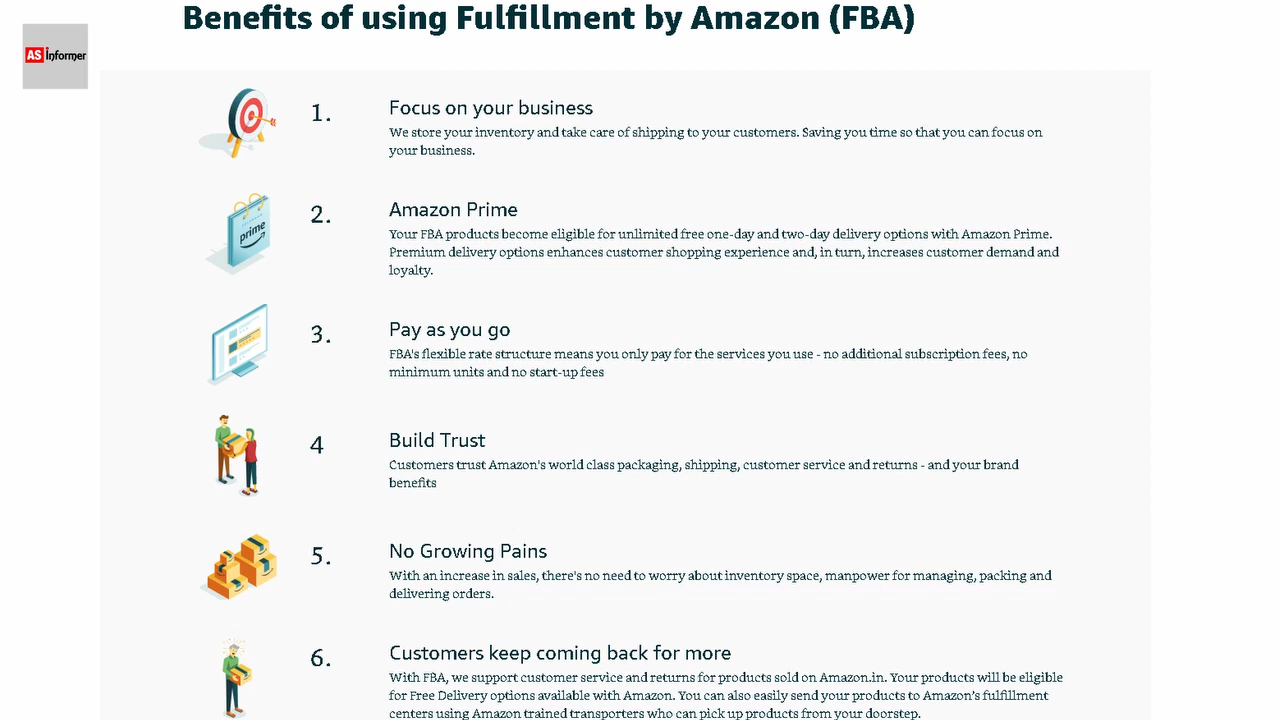 Benefits of using Fulfillment by Amazon (FBA)
AS Informer
1.
Focus on your business
We store your inventory and take care of shipping to your customers. Saving you time so that you can focus on
your business.
prime
2.
Amazon Prime
Your FBA products become eligible for unlimited free one-day and two-day delivery options with Amazon Prime.
Premium delivery options enhances customer shopping experience and, in turn, increases customer demand and
loyalty.
3.
Pay as you go
FBA's flexible rate structure means you only pay for the services you use - no additional subscription fees, no
minimum units and no start-up fees
4
Build Trust
Customers trust Amazon's world class packaging, shipping, customer service and returns - and your brand
benefits
5.
No Growing Pains
With an increase in sales, there's no need to worry about inventory space, manpower for managing, packing and
delivering orders.
6.
Customers keep coming back for more
With FBA, we support customer service and returns for products sold on Amazon.in. Your products will be eligible
for Free Delivery options available with Amazon. You can also easily send your products to Amazon’s fulfillment
centers using Amazon trained transporters who can pick up products from your doorstep.